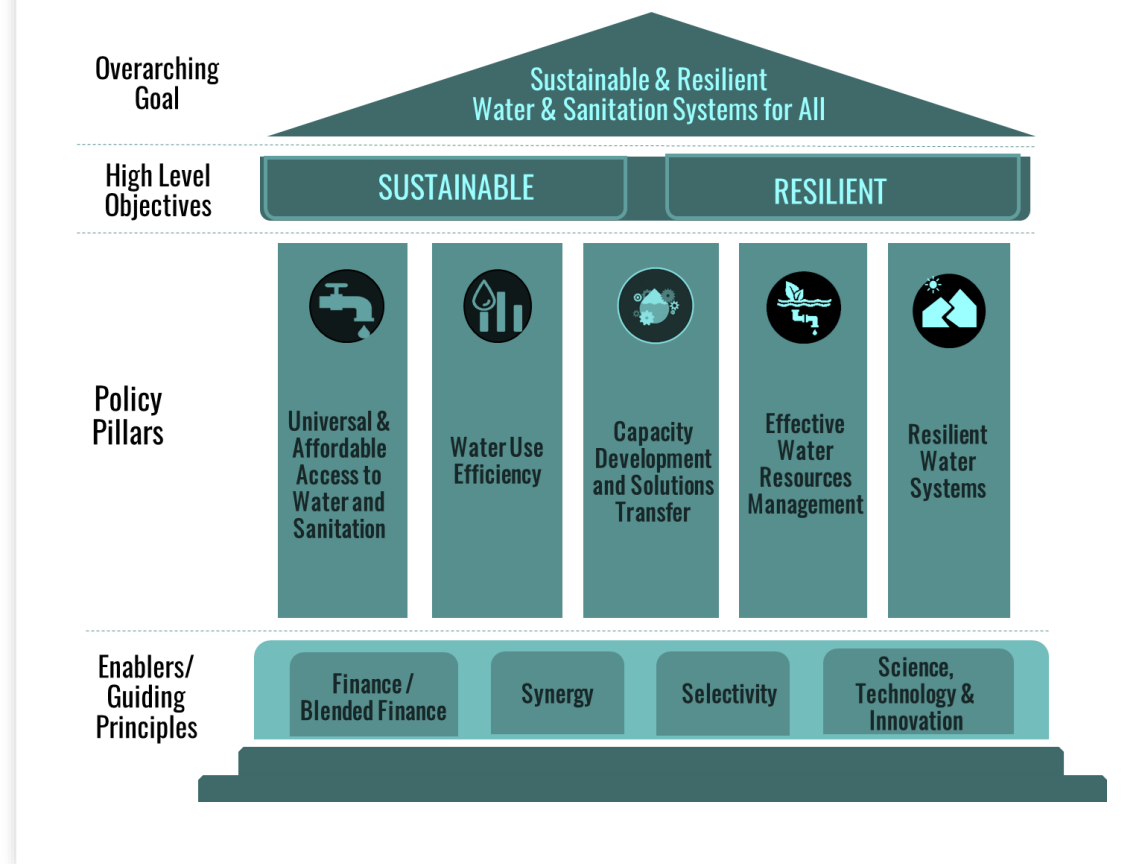 Overarching
Goal
Sustainable & Resilient
Water & Sanitation Systems for All
High Level
Objectives
SUSTAINABLE
RESILIENT
Policy
Pillars
Universal &
Affordable
Access to
Water and
Sanitation
Water Use
Efficiency
Capacity
Development
and Solutions
Transfer
Effective
Water
Resources
Management
Resilient
Water
Systems
Enablers/
Guiding
Principles
Finance /
Blended Finance
Synergy
Selectivity
Science,
Technology &
Innovation